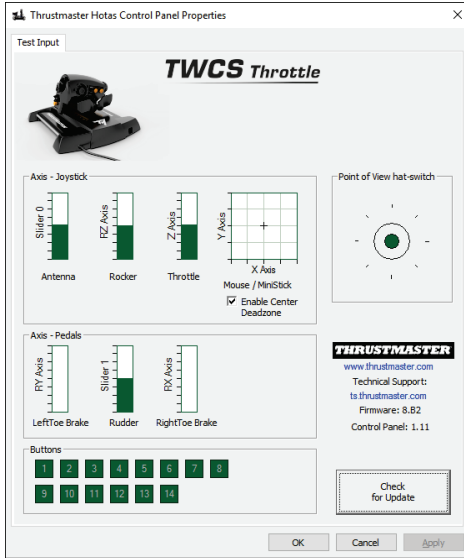 Thrustmaster Hotas Control Panel Properties
Test Input
TWCS Throttle
Axis - Joystick
Slider 0
RZ Axis
Z Axis
Y Axis
X Axis
Antenna
Rocker
Throttle
Mouse / MiniStick
Enable Center
Deadzone
Point of View hat-switch
Axis - Pedals
RY Axis
Slider 1
RX Axis
LeftToe Brake
Rudder
RightToe Brake
THRUSTMASTER
www.thrustmaster.com
Technical Support:
ts.thrustmaster.com
Firmware: 8.B2
Control Panel: 1.11
Buttons
1 2 3 4 5 6 7 8
9 10 11 12 13 14
Check
for Update
OK
Cancel
Apply